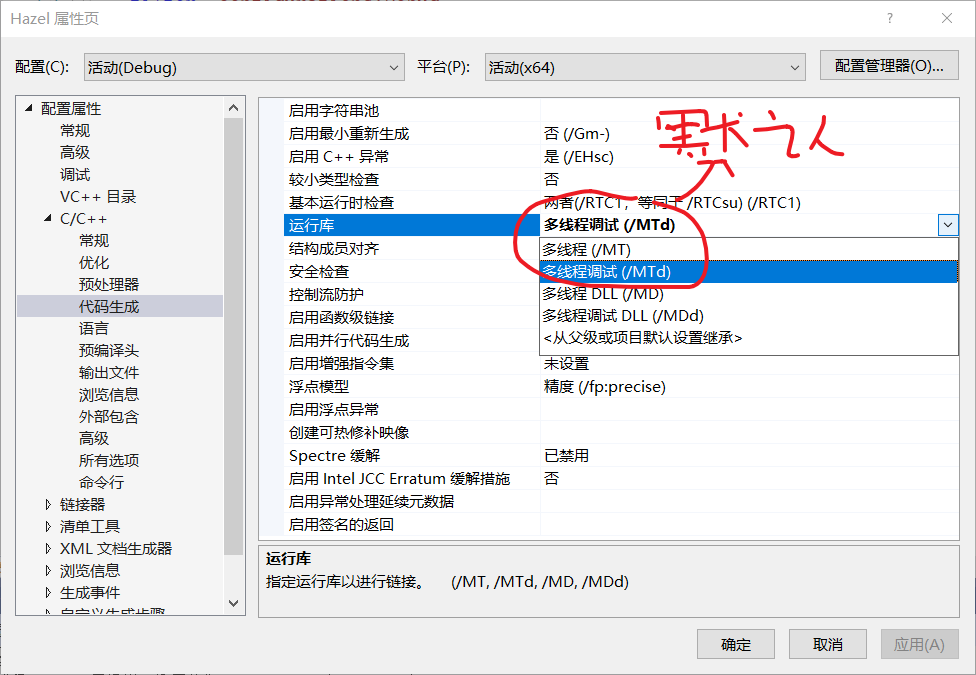 Hazel 属性页
配置(C): 活动(Debug) 平台(P): 活动(x64) 配置管理器(O)...
配置属性
常规
高级
调试
VC++ 目录
C/C++
常规
优化
预处理器
代码生成
语言
预编译头
输出文件
浏览信息
外部包含
高级
所有选项
命令行
链接器
清单工具
XML 文档生成器
浏览信息
生成事件
自定义生成步骤
启用字符串池
启用最小重新生成 否 (/Gm-)
启用 C++ 异常 是 (/EHsc)
较小类型检查 否
基本运行时检查 两者(/RTC1，等同于 /RTCsu) (/RTC1)
运行库 多线程调试 (/MTd)
结构成员对齐
安全检查
控制流防护
启用函数级链接
启用并行代码生成
启用增强指令集 未设置
浮点模型 精度 (/fp:precise)
启用浮点异常
创建可热修补映像
Spectre 缓解 已禁用
启用 Intel JCC Erratum 缓解措施 否
启用异常处理延续元数据
启用签名的返回
多线程 (/MT)
多线程调试 (/MTd)
多线程 DLL (/MD)
多线程调试 DLL (/MDd)
<从父级或项目默认设置继承>
之人
运行库
指定运行库以进行链接。 (/MT, /MTd, /MD, /MDd)
确定 取消 应用(A)